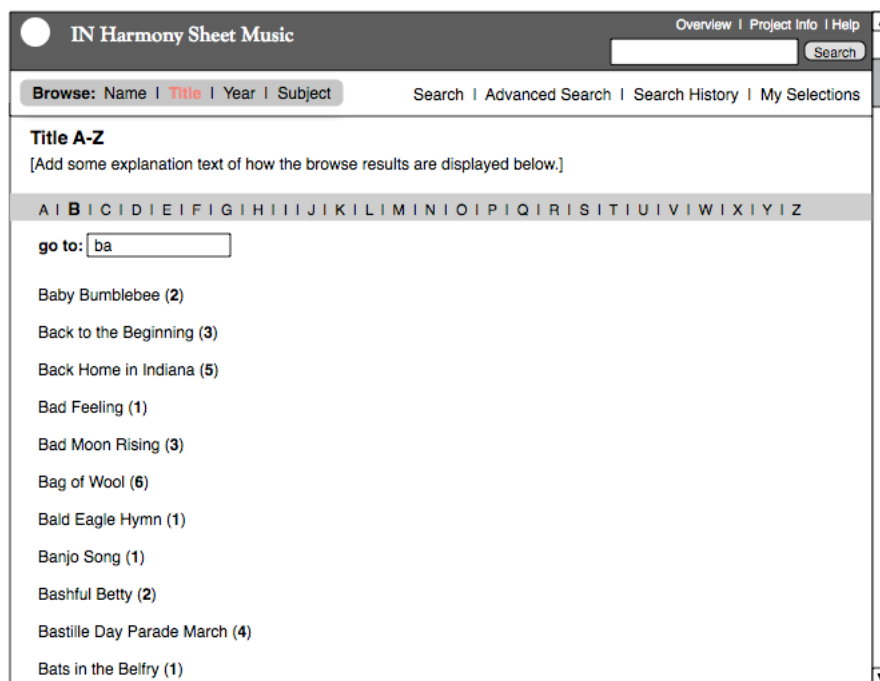 Overview | Project Info | Help
IN Harmony Sheet Music
Search
Browse: Name | Title | Year | Subject
Search | Advanced Search | Search History | My Selections
Title A-Z
[Add some explanation text of how the browse results are displayed below.]
A | B | C | D | E | F | G | H | I | J | K | L | M | N | O | P | Q | R | S | T | U | V | W | X | Y | Z
go to: ba
Baby Bumblebee (2)
Back to the Beginning (3)
Back Home in Indiana (5)
Bad Feeling (1)
Bad Moon Rising (3)
Bag of Wool (6)
Bald Eagle Hymn (1)
Banjo Song (1)
Bashful Betty (2)
Bastille Day Parade March (4)
Bats in the Belfry (1)